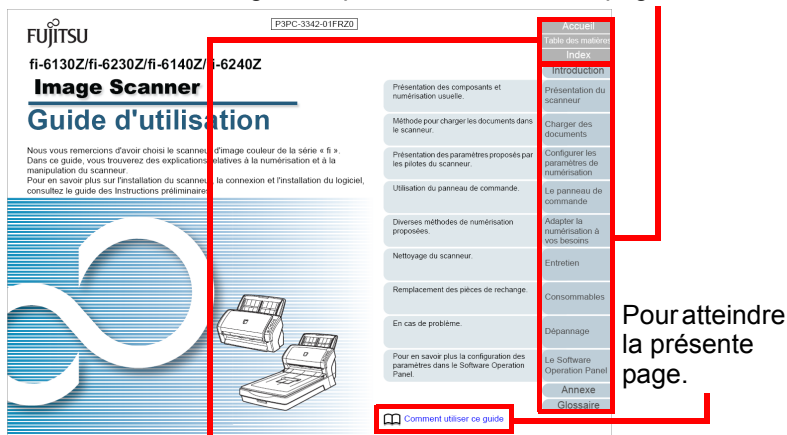 P3PC-3342-01FRZ0
FUJITSU
fi-6130Z/fi-6230Z/fi-6140Z/fi-6240Z
Image Scanner
Guide d'utilisation
Nous vous remercions d'avoir choisi le scanneur d'image couleur de la série « fi ».
Dans ce guide, vous trouverez des explications relatives à la numérisation et à la
manipulation du scanneur.
Pour en savoir plus sur l'installation du scanneur, la connexion et l'installation du logiciel,
consultez le guide des Instructions préliminaires.
Accueil
Table des matières
Index
Introduction
Présentation des composants et
numérisation usuelle.
Présentation du
scanneur
Méthode pour charger les documents dans
le scanneur.
Charger des
documents
Présentation des paramètres proposés par
les pilotes du scanneur.
Configurer les
paramètres de
numérisation
Utilisation du panneau de commande.
Le panneau de
commande
Diverses méthodes de numérisation
proposées.
Adapter la
numérisation à
vos besoins
Nettoyage du scanneur.
Entretien
Remplacement des pièces de rechange.
Consommables
En cas de problème.
Dépannage
Pour en savoir plus la configuration des
paramètres dans le Software Operation
Panel.
Le Software
Operation Panel
Annexe
Glossaire
Comment utiliser ce guide
Pour atteindre
la présente
page.